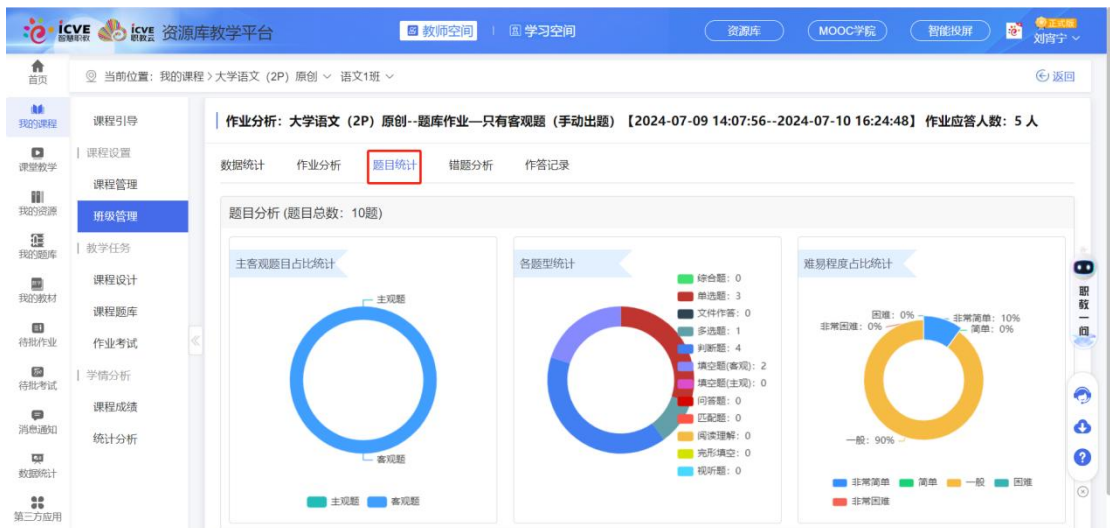 icve 智慧职教 icve 职教云 资源库教学平台
教师空间
学习空间
资源库
MOOC学院
智能投屏
正式版
刘宵宁
首页
当前位置：我的课程 > 大学语文（2P）原创 语文1班
返回
我的课程
课堂教学
我的资源
我的题库
我的教材
待批作业
待批考试
消息通知
数据统计
第三方应用
课程引导
课程设置
课程管理
班级管理
教学任务
课程设计
课程题库
作业考试
学情分析
课程成绩
统计分析
作业分析：大学语文（2P）原创--题库作业—只有客观题（手动出题）【2024-07-09 14:07:56--2024-07-10 16:24:48】作业应答人数：5 人
数据统计 作业分析 题目统计 错题分析 作答记录
题目分析 (题目总数：10题)
主客观题目占比统计
主观题
客观题
主观题 客观题
各题型统计
综合题：0
单选题：3
文件作答：0
多选题：1
判断题：4
填空题(客观)：2
填空题(主观)：0
问答题：0
匹配题：0
阅读理解：0
完形填空：0
视听题：0
难易程度占比统计
困难：0%
非常困难：0%
非常简单：10%
简单：0%
一般：90%
非常简单 简单 一般 困难
非常困难
职教一问